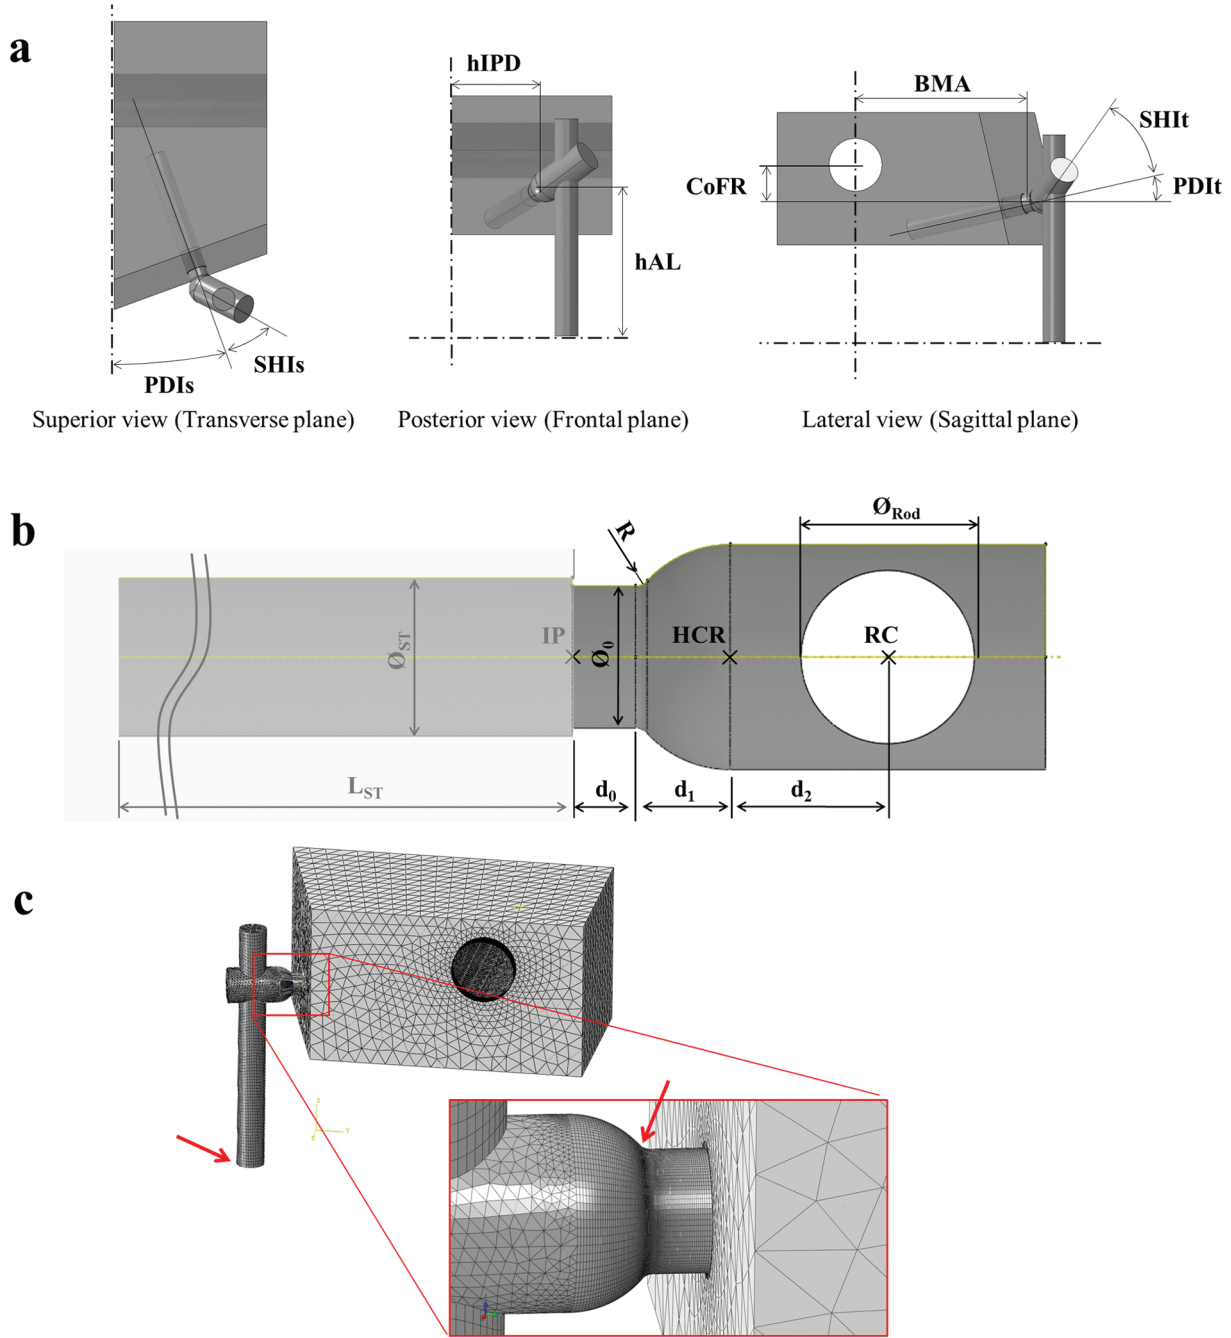 a
hIPD
BMA
SHIt
CoFR
PDIt
hAL
SHIs
PDIs
Superior view (Transverse plane)
Posterior view (Frontal plane)
Lateral view (Sagittal plane)
b
R
ØRod
IP
ØST
Ø0
HCR
RC
LST
d0
d1
d2
c